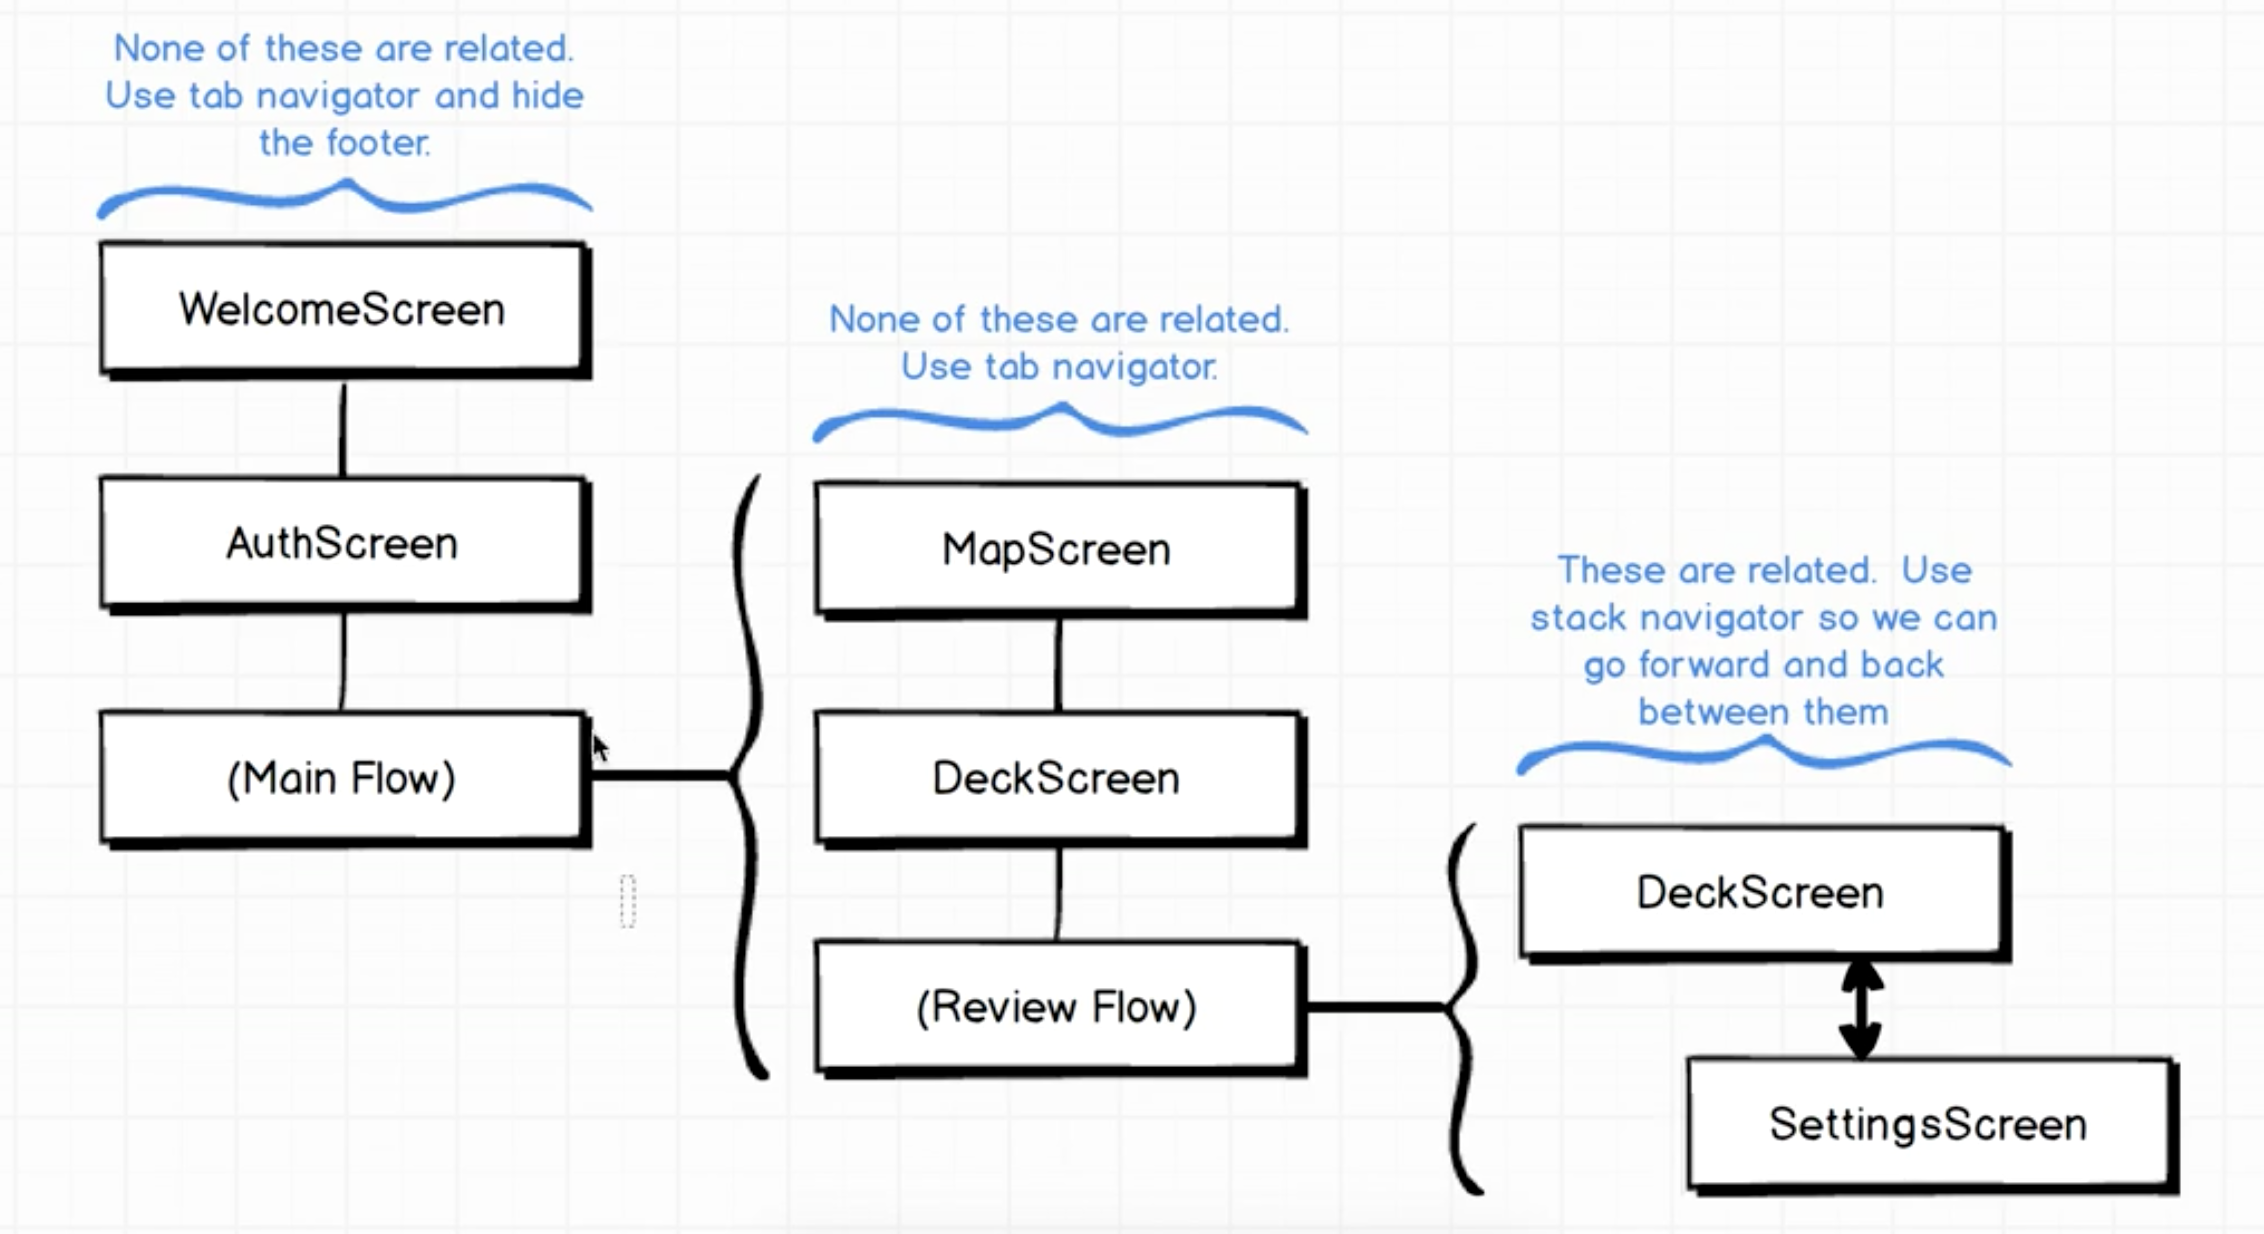 None of these are related.
Use tab navigator and hide
the footer.
WelcomeScreen
AuthScreen
(Main Flow)
None of these are related.
Use tab navigator.
MapScreen
DeckScreen
(Review Flow)
These are related.  Use
stack navigator so we can
go forward and back
between them
DeckScreen
SettingsScreen